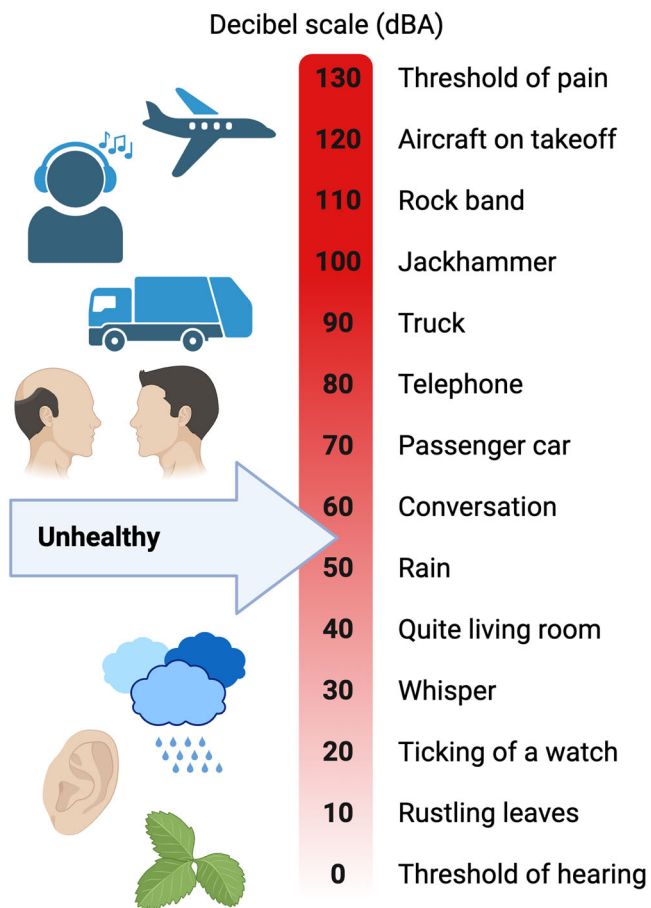 Decibel scale (dBA)
130 Threshold of pain
120 Aircraft on takeoff
110 Rock band
100 Jackhammer
90 Truck
80 Telephone
70 Passenger car
60 Conversation
Unhealthy
50 Rain
40 Quite living room
30 Whisper
20 Ticking of a watch
10 Rustling leaves
0 Threshold of hearing